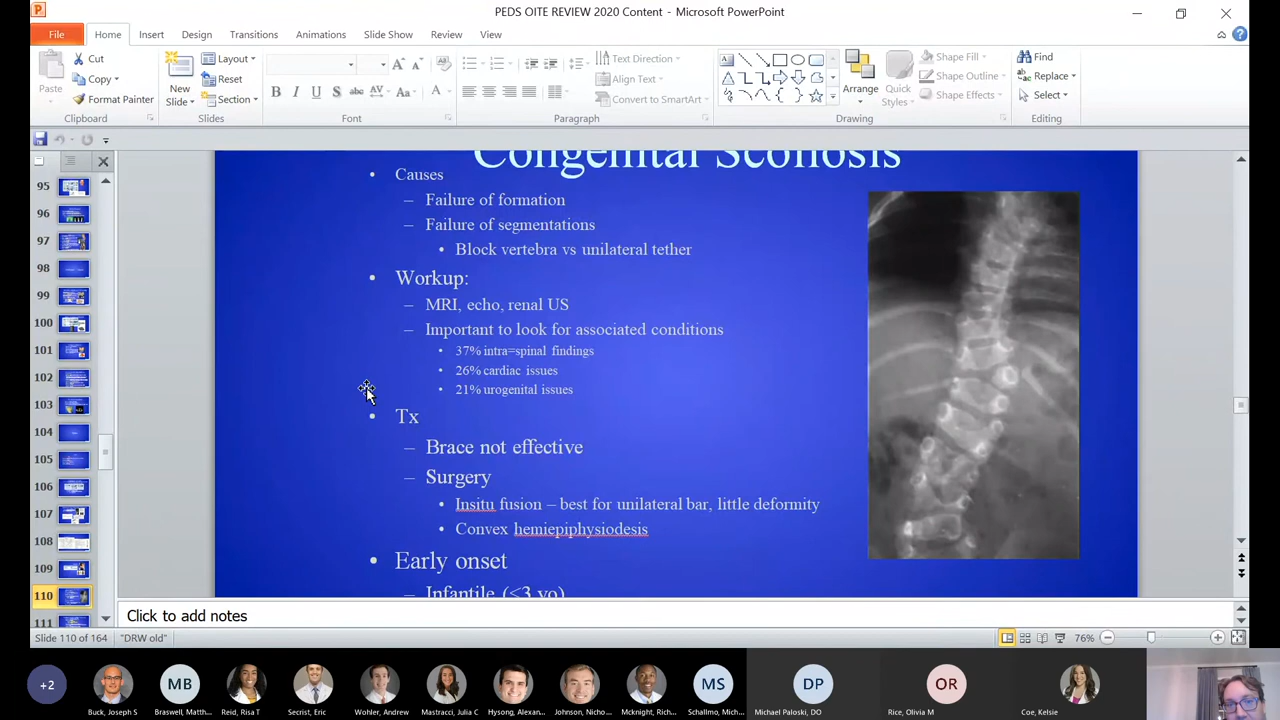 PEDS OITE REVIEW 2020 Content - Microsoft PowerPoint
File Home Insert Design Transitions Animations Slide Show Review View
Paste
Cut
Copy
Format Painter
Clipboard
New
Slide
Layout
Reset
Section
Slides
B I U S abc AV Aa A
Font
Text Direction
Align Text
Convert to SmartArt
Paragraph
Arrange
Quick
Styles
Shape Fill
Shape Outline
Shape Effects
Drawing
Find
Replace
Select
Editing
95
96
97
98
99
100
101
102
103
104
105
106
107
108
109
110
111
Congenital Scoliosis
• Causes
– Failure of formation
– Failure of segmentations
• Block vertebra vs unilateral tether
• Workup:
– MRI, echo, renal US
– Important to look for associated conditions
• 37% intra=spinal findings
• 26% cardiac issues
• 21% urogenital issues
• Tx
– Brace not effective
– Surgery
• Insitu fusion – best for unilateral bar, little deformity
• Convex hemiepiphysiodesis
• Early onset
– Infantile (<3 yo)
Click to add notes
Slide 110 of 164 "DRW old" 76%
+2 MB MS DP OR
Buck, Joseph S Braswell, Matth... Reid, Risa T Secrist, Eric Wohler, Andrew Mastracci, Julia C Hysong, Alexan... Johnson, Nicho... Mcknight, Rich... Schallmo, Mich... Michael Paloski, DO Rice, Olivia M Coe, Kelsie